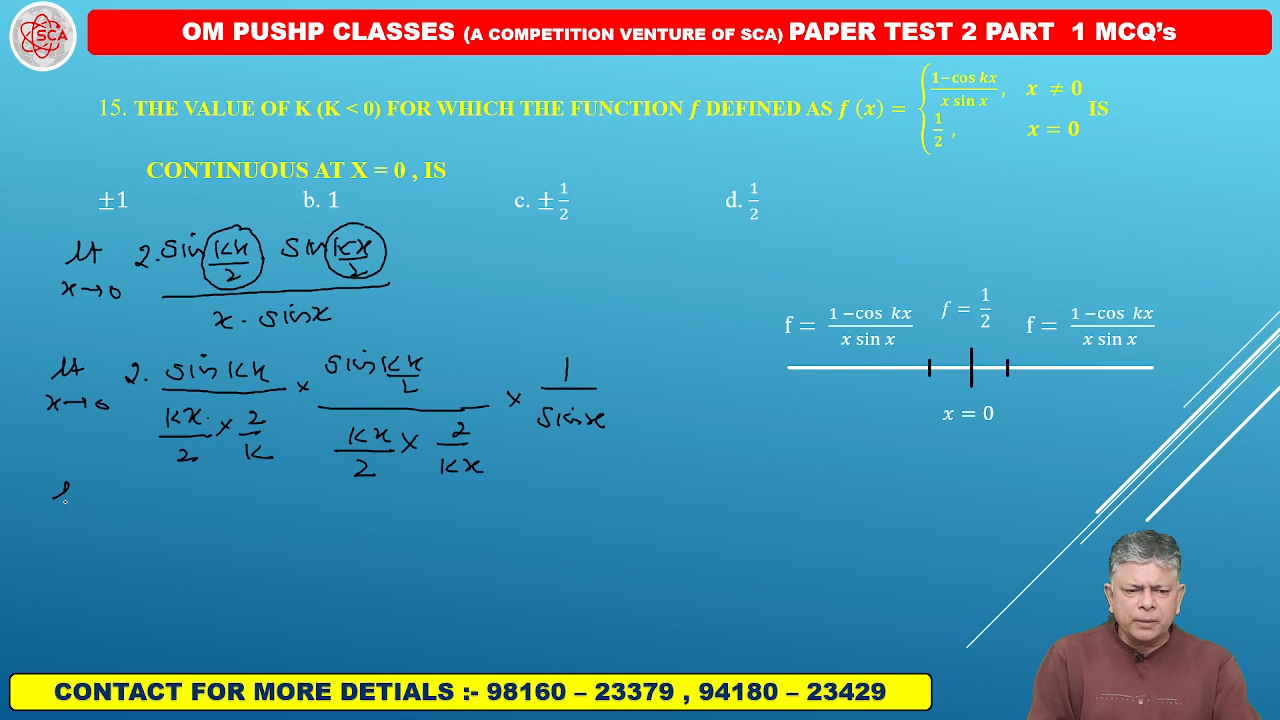 SCA
OM PUSHP CLASSES (A COMPETITION VENTURE OF SCA) PAPER TEST 2 PART 1 MCQ's
15. THE VALUE OF K (K < 0) FOR WHICH THE FUNCTION f DEFINED AS f (x) = { (1−cos kx)/(x sin x), x ≠ 0 ; 1/2, x = 0 IS
CONTINUOUS AT X = 0 , IS
±1 b. 1 c. ± 1/2 d. 1/2
lt x→0 2. sin (kx/2) sin (kx/2) / x. sin x
f = (1 −cos kx)/(x sin x) f = 1/2 f = (1 −cos kx)/(x sin x)
x = 0
lt x→0 2. sin kx / (kx/2 × 2/k) × sin kx/2 / (kx/2 × 2/kx) × 1/sin x
CONTACT FOR MORE DETIALS :- 98160 – 23379 , 94180 – 23429